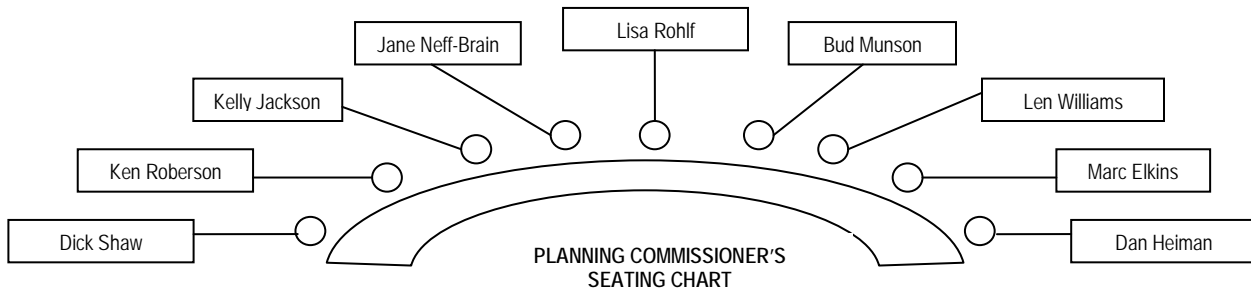 Lisa Rohlf
Jane Neff-Brain
Bud Munson
Kelly Jackson
Len Williams
Ken Roberson
Marc Elkins
Dick Shaw
Dan Heiman
PLANNING COMMISSIONER'S
SEATING CHART